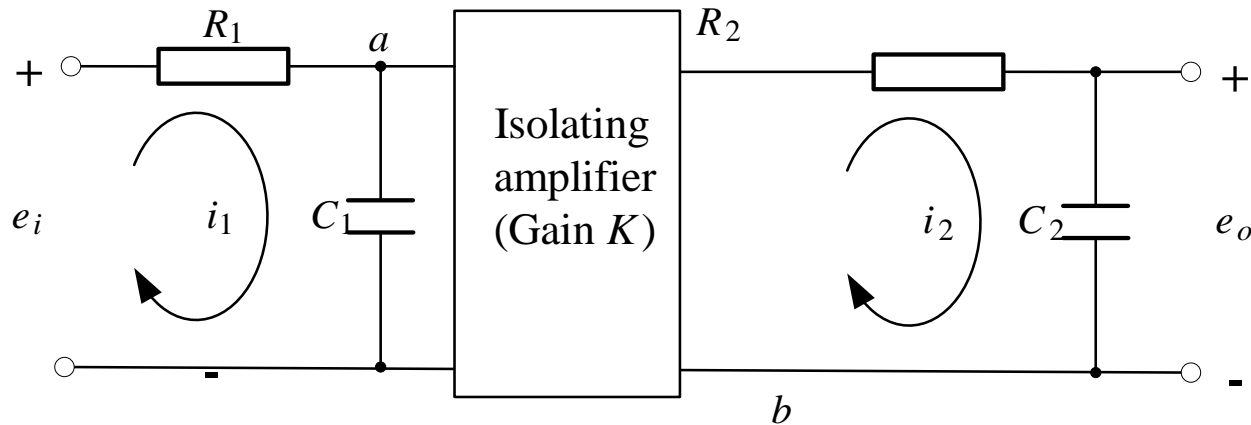 R1
a
R2
+
+
Isolating
amplifier
(Gain K)
ei
i1
C1
i2
C2
eo
-
-
b